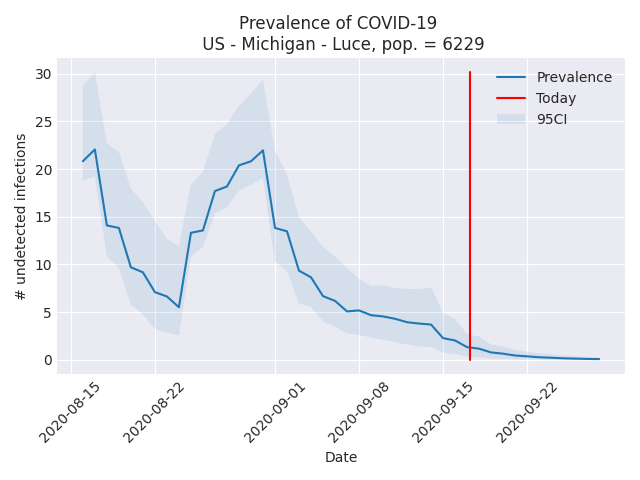 Prevalence of COVID-19
US - Michigan - Luce, pop. = 6229
Prevalence
Today
95CI
# undetected infections
30
25
20
15
10
5
0
2020-08-15
2020-08-22
2020-09-01
2020-09-08
2020-09-15
2020-09-22
Date